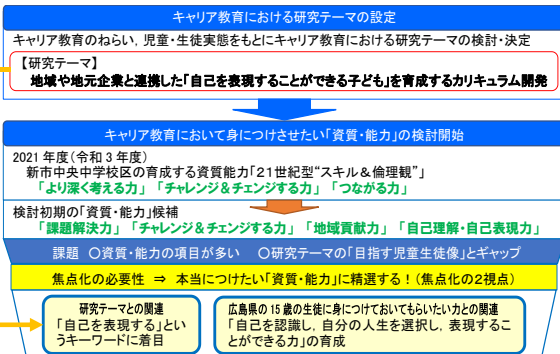 キャリア教育における研究テーマの設定
キャリア教育のねらい，児童・生徒実態をもとにキャリア教育における研究テーマの検討・決定
【研究テーマ】
地域や地元企業と連携した「自己を表現することができる子ども」を育成するカリキュラム開発
キャリア教育において身につけさせたい「資質・能力」の検討開始
2021年度（令和3年度）
新市中央中学校区の育成する資質能力「21世紀型“スキル＆倫理観”」
「より深く考える力」 「チャレンジ＆チェンジする力」 「つながる力」
検討初期の「資質・能力」候補
「課題解決力」 「チャレンジ＆チェンジする力」 「地域貢献力」 「自己理解・自己表現力」
課題 〇資質・能力の項目が多い 〇研究テーマの「目指す児童生徒像」とギャップ
焦点化の必要性 ⇒ 本当につけたい「資質・能力」に精選する！（焦点化の2視点）
研究テーマとの関連
「自己を表現する」とい
うキーワードに着目
広島県の15歳の生徒に身につけておいてもらいたい力との関連
「自己を認識し，自分の人生を選択し，表現するこ
とができる力」の育成